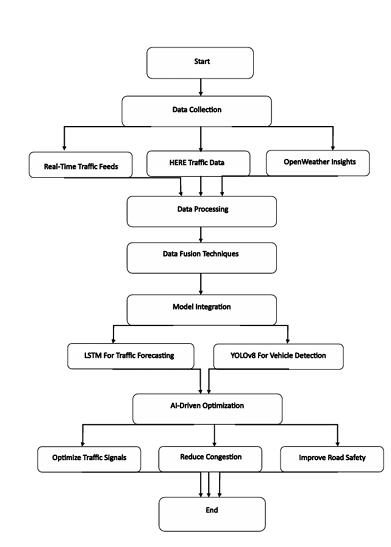 Start
Data Collection
Real-Time Traffic Feeds
HERE Traffic Data
OpenWeather Insights
Data Processing
Data Fusion Techniques
Model Integration
LSTM For Traffic Forecasting
YOLOv8 For Vehicle Detection
AI-Driven Optimization
Optimize Traffic Signals
Reduce Congestion
Improve Road Safety
End